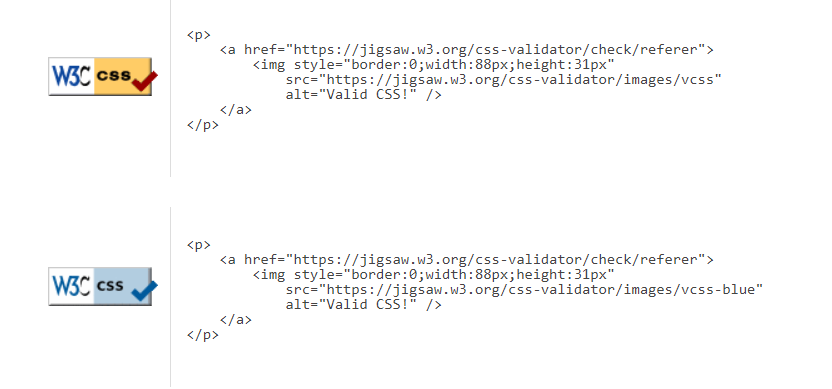 W3C css
<p>
    <a href="https://jigsaw.w3.org/css-validator/check/referer">
        <img style="border:0;width:88px;height:31px"
            src="https://jigsaw.w3.org/css-validator/images/vcss"
            alt="Valid CSS!" />
    </a>
</p>
W3C css
<p>
    <a href="https://jigsaw.w3.org/css-validator/check/referer">
        <img style="border:0;width:88px;height:31px"
            src="https://jigsaw.w3.org/css-validator/images/vcss-blue"
            alt="Valid CSS!" />
    </a>
</p>